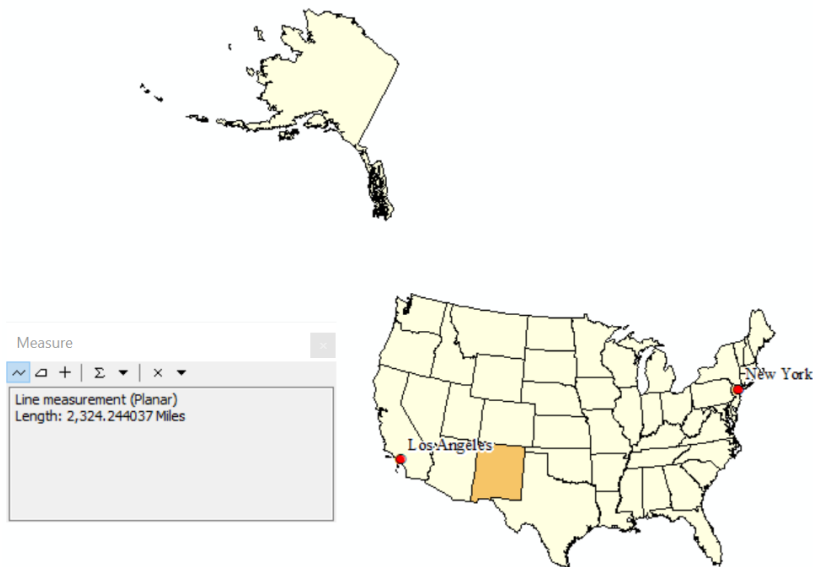 Measure
Line measurement (Planar)
Length: 2,324.244037 Miles
New York
Los Angeles